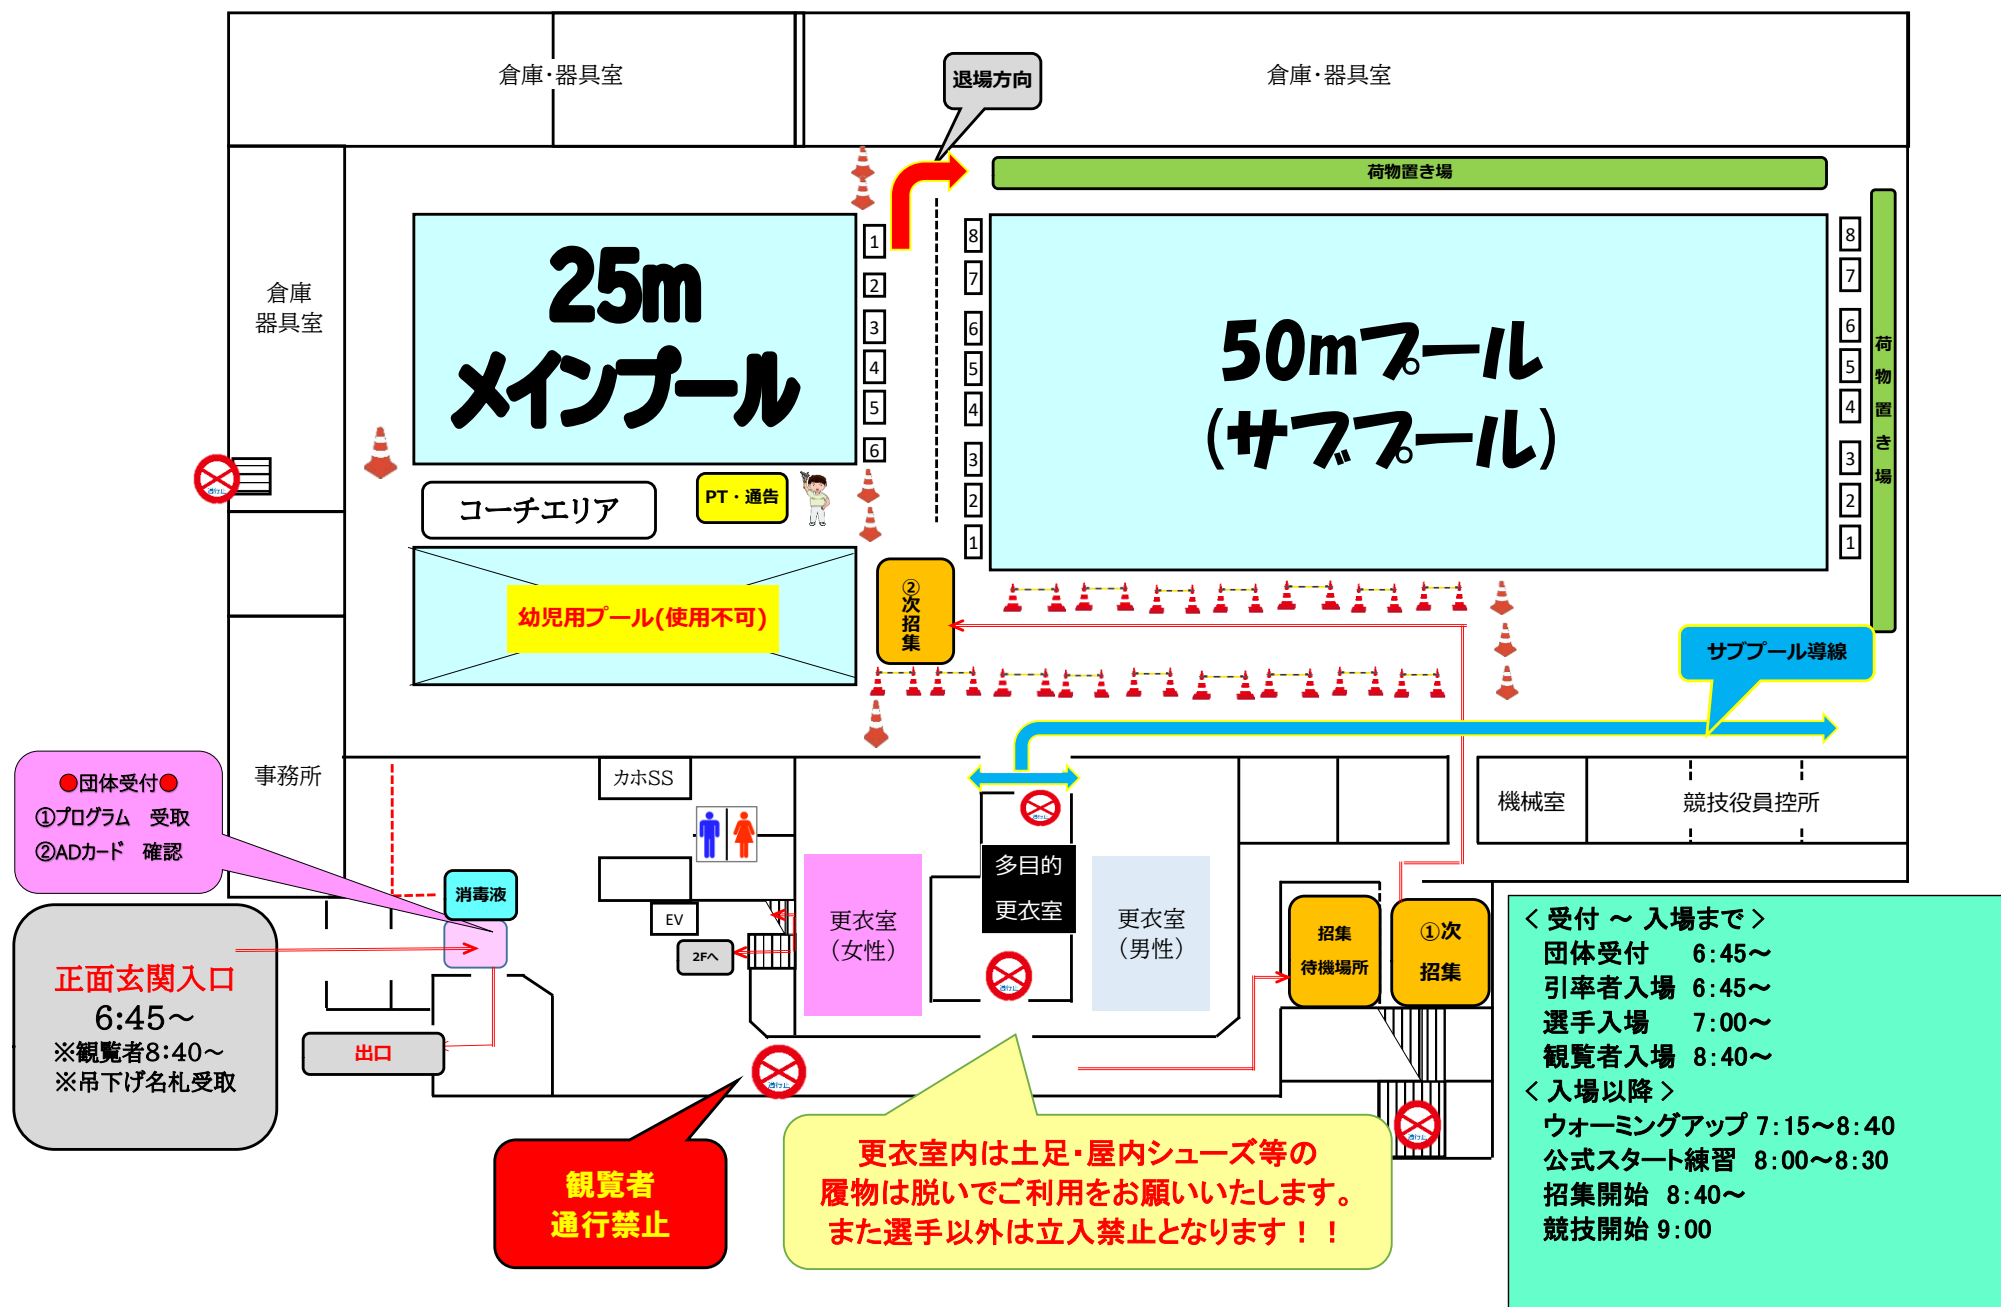 倉庫・器具室
倉庫・器具室
退場方向
荷物置き場
25m
メインプール
1
2
3
4
5
6
8
7
6
5
4
3
2
1
50mプール
(サブプール)
8
7
6
5
4
3
2
1
荷物置き場
倉庫
器具室
通行止
コーチエリア
PT・通告
幼児用プール(使用不可)
②次招集
サブプール導線
●団体受付●
①プログラム 受取
②ADカード 確認
事務所
カホSS
機械室
競技役員控所
消毒液
EV
2Fへ
更衣室
(女性)
多目的
更衣室
更衣室
(男性)
通行止
招集
待機場所
①次
招集
正面玄関入口
6:45～
※観覧者8:40～
※吊下げ名札受取
出口
通行止
観覧者
通行禁止
更衣室内は土足・屋内シューズ等の
履物は脱いでご利用をお願いいたします。
また選手以外は立入禁止となります！！
通行止
< 受付 ～ 入場まで >
団体受付 6:45～
引率者入場 6:45～
選手入場 7:00～
観覧者入場 8:40～
< 入場以降 >
ウォーミングアップ 7:15～8:40
公式スタート練習 8:00～8:30
招集開始 8:40～
競技開始 9:00